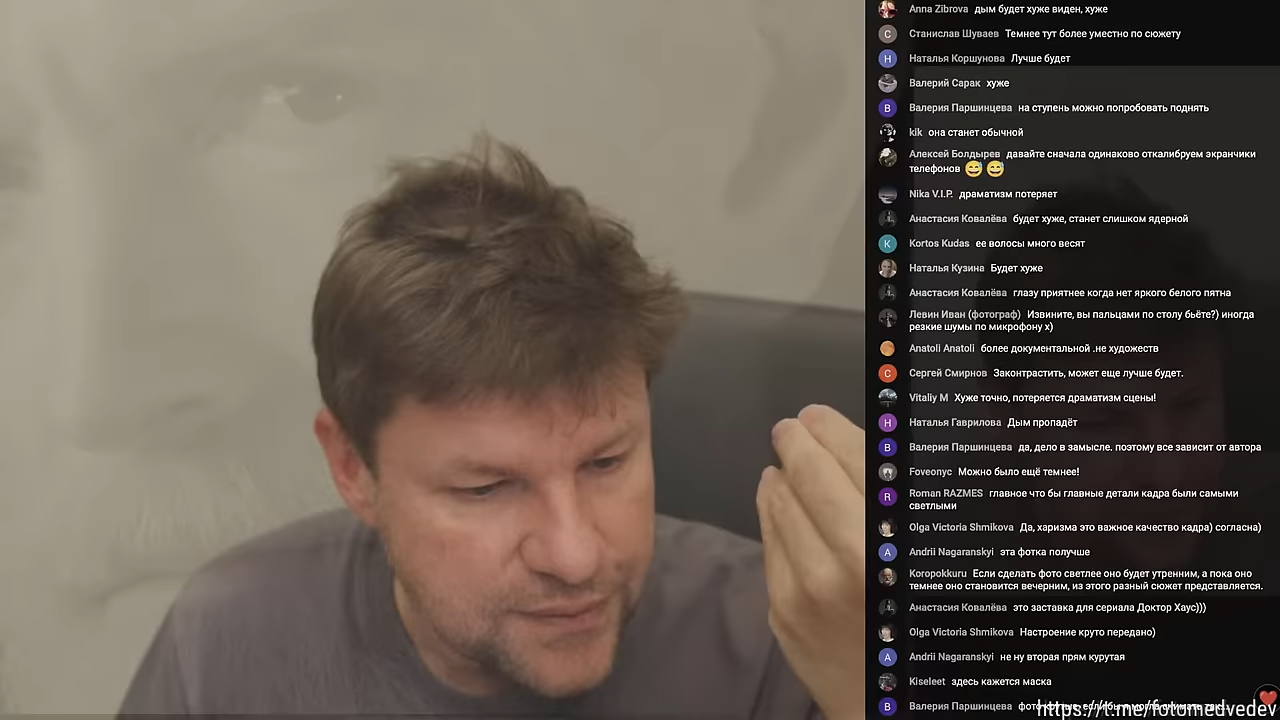 Anna Zibrova дым будет хуже виден, хуже
С Станислав Шуваев Темнее тут более уместно по сюжету
Н Наталья Коршунова Лучше будет
Валерий Сарак хуже
В Валерия Паршинцева на ступень можно попробовать поднять
kik она станет обычной
Алексей Болдырев давайте сначала одинаково откалибруем экранчики
телефонов 😅 😅
Nika V.I.P. драматизм потеряет
Анастасия Ковалёва будет хуже, станет слишком ядерной
K Kortos Kudas ее волосы много весят
Наталья Кузина Будет хуже
Анастасия Ковалёва глазу приятнее когда нет яркого белого пятна
Левин Иван (фотограф) Извините, вы пальцами по столу бьёте?) иногда
резкие шумы по микрофону х)
Anatoli Anatoli более документальной .не художеств
С Сергей Смирнов Законтрастить, может еще лучше будет.
Vitaliy M Хуже точно, потеряется драматизм сцены!
Н Наталья Гаврилова Дым пропадёт
В Валерия Паршинцева да, дело в замысле. поэтому все зависит от автора
Foveonyc Можно было ещё темнее!
R Roman RAZMES главное что бы главные детали кадра были самыми
светлыми
Olga Victoria Shmikova Да, харизма это важное качество кадра) согласна)
A Andrii Nagaranskyi эта фотка получше
Koropokkuru Если сделать фото светлее оно будет утренним, а пока оно
темнее оно становится вечерним, из этого разный сюжет представляется.
Анастасия Ковалёва это заставка для сериала Доктор Хаус)))
Olga Victoria Shmikova Настроение круто передано)
A Andrii Nagaranskyi не ну вторая прям курутая
Kiseleet здесь кажется маска
В Валерия Паршинцева
https://t.me/fotomedvedev